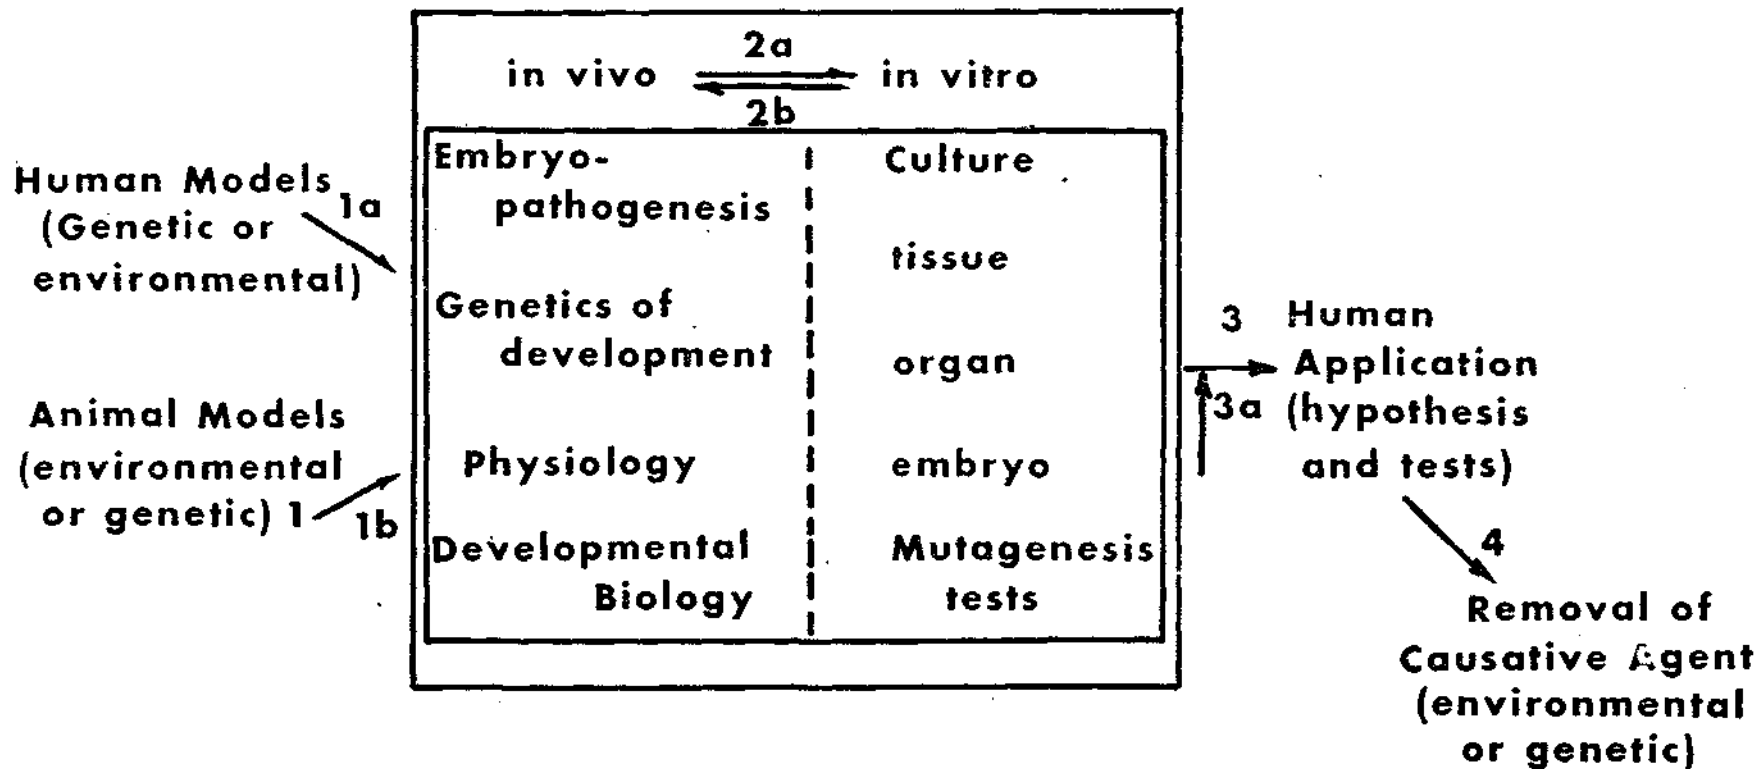 2a
in vivo in vitro
2b
Human Models
1a
(Genetic or
environmental)
Animal Models
(environmental
or genetic) 1
1b
Embryo-
pathogenesis
Genetics of
development
Physiology
Developmental
Biology
Culture
tissue
organ
embryo
Mutagenesis
tests
3
3a
Human
Application
(hypothesis
and tests)
4
Removal of
Causative Agent
(environmental
or genetic)